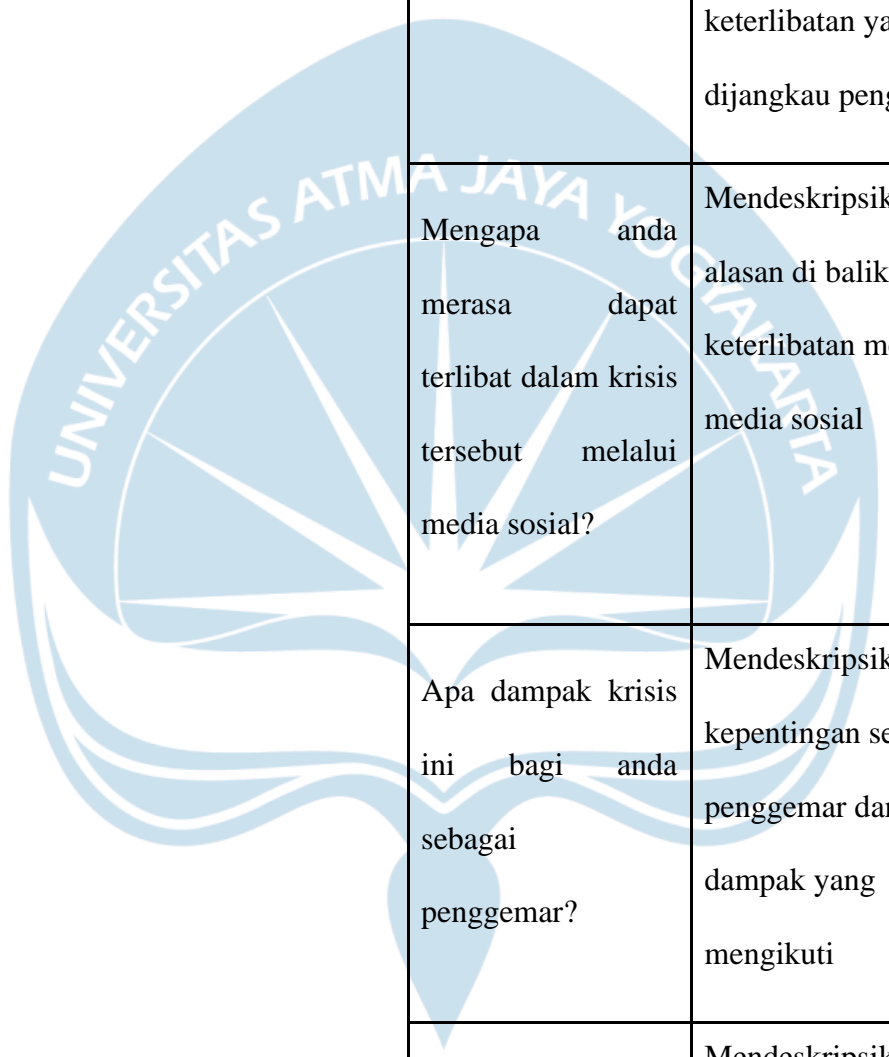 keterlibatan
dijangkau
UNIVERSITAS ATMA JAYA YOGYAKARTA
Mengapa anda
merasa dapat
terlibat dalam krisis
tersebut melalui
media sosial?
alasan di balik
keterlibatan
media sosial
Apa dampak krisis
ini bagi anda
sebagai
penggemar?
kepentingan
penggemar
dampak yang
mengikuti